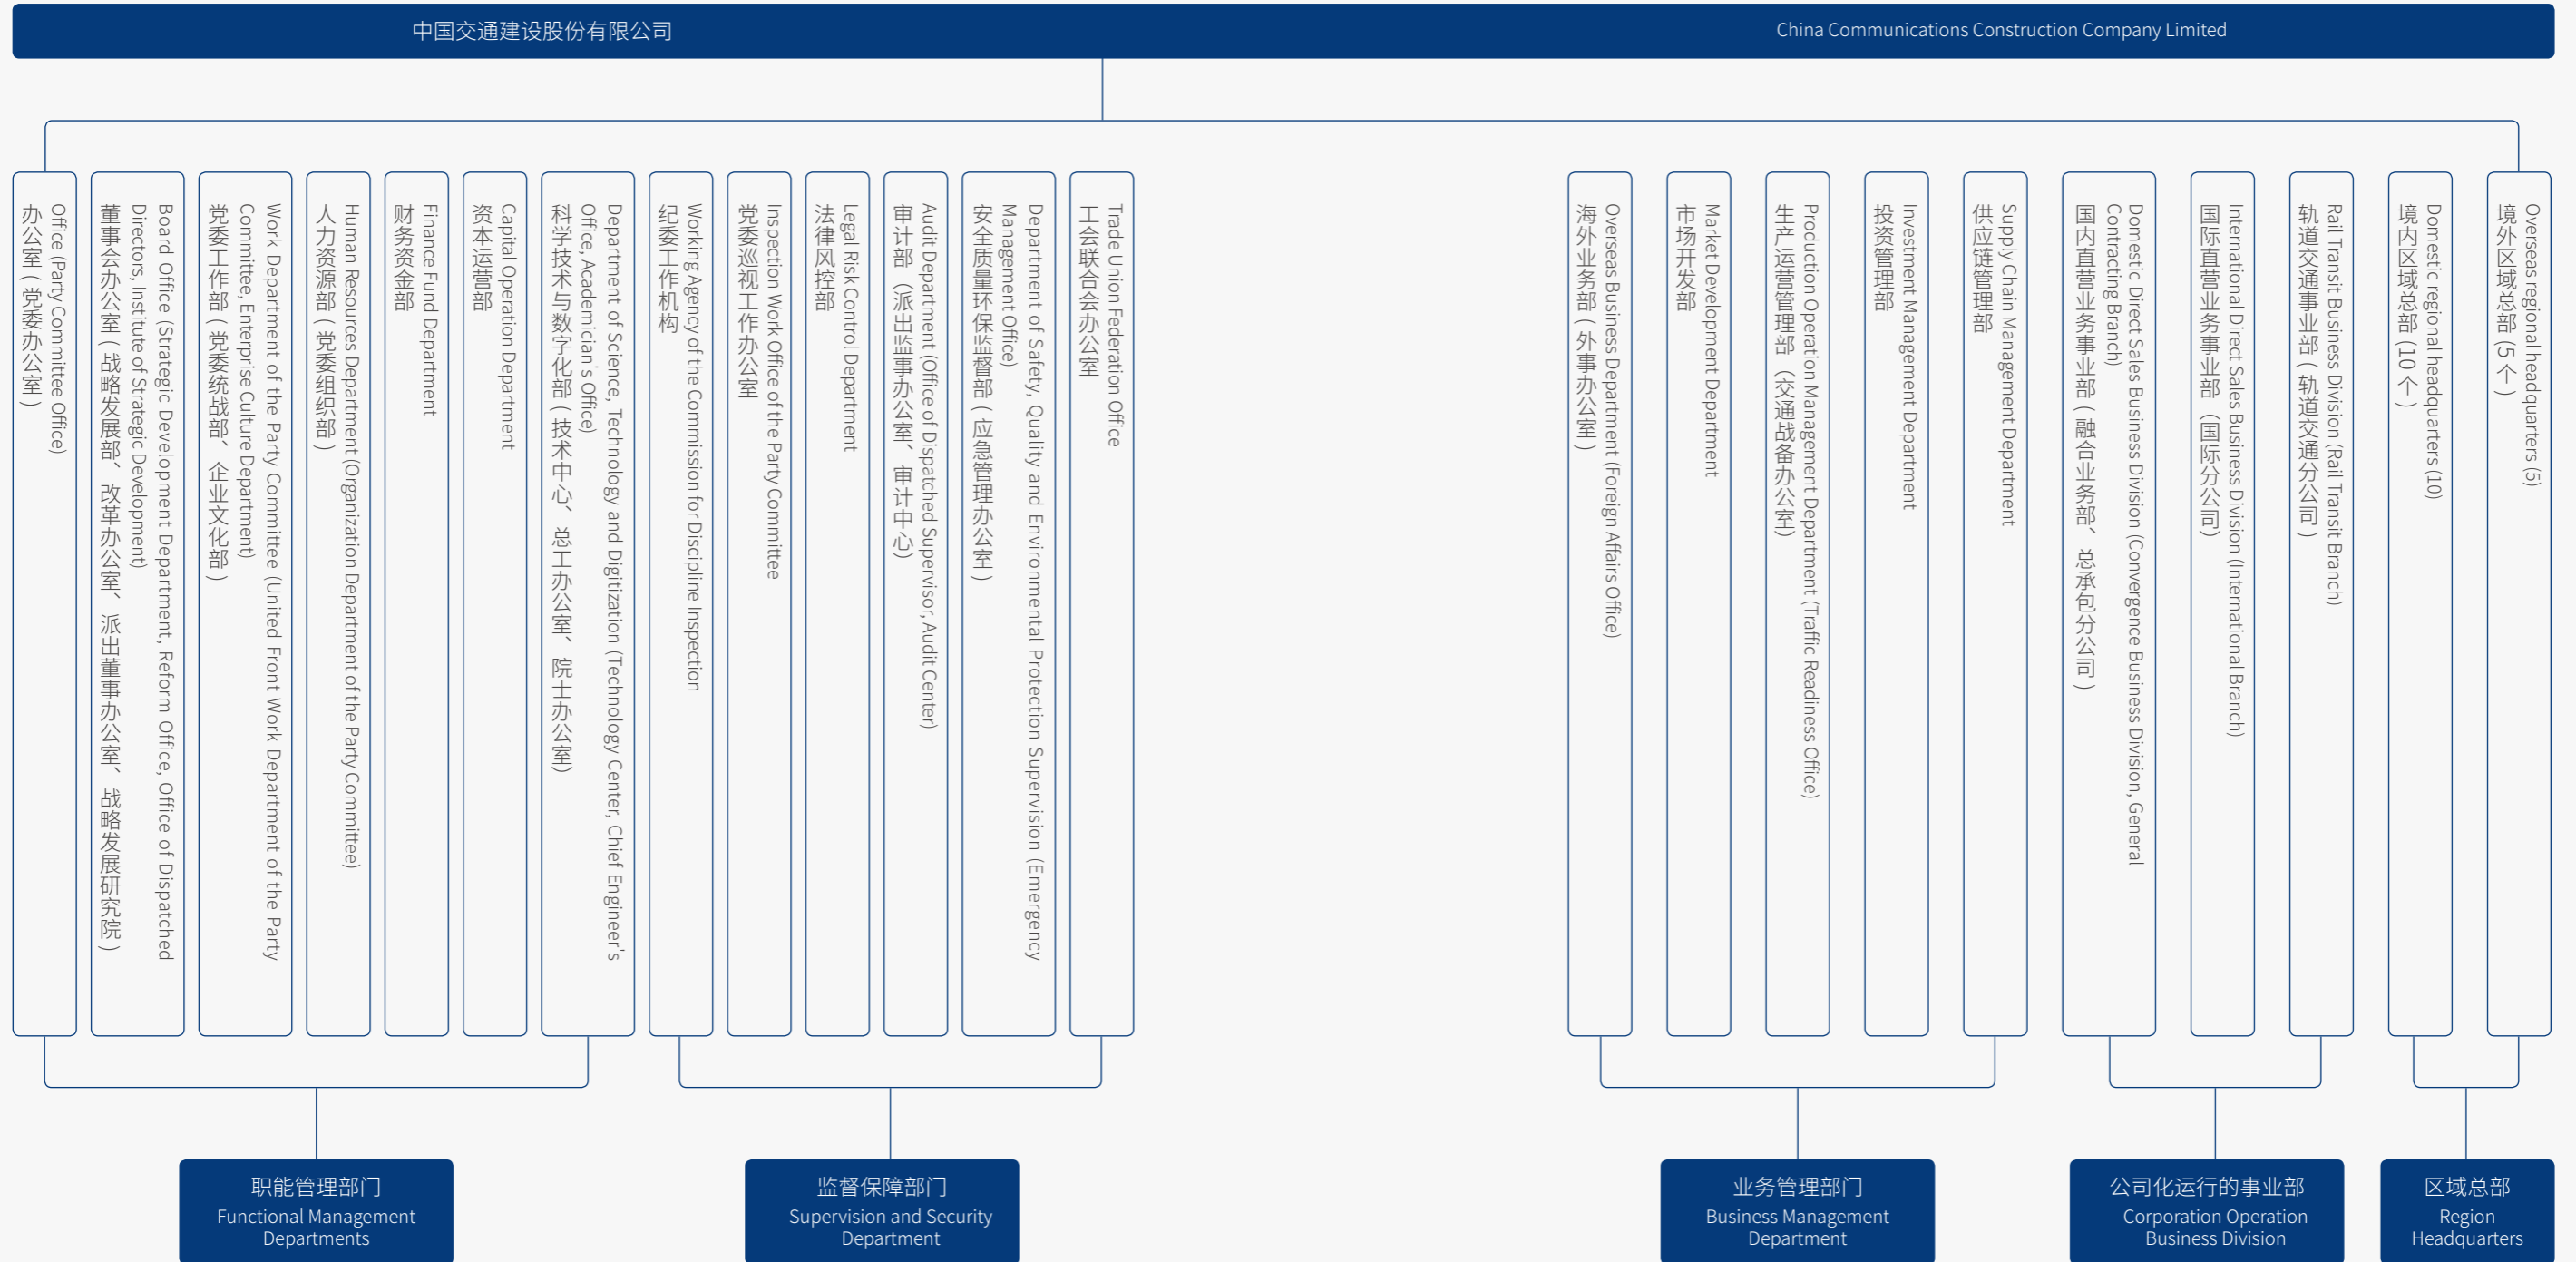 中国交通建设股份有限公司
China Communications Construction Company Limited
Office (Party Committee Office)
办公室 ( 党委办公室 )
Board Office (Strategic Development Department, Reform Office, Office of Dispatched
Directors, Institute of Strategic Development)
董事会办公室 ( 战略发展部、改革办公室、派出董事办公室、战略发展研究院 )
Work Department of the Party Committee (United Front Work Department of the Party
Committee, Enterprise Culture Department)
党委工作部 ( 党委统战部、企业文化部 )
Human Resources Department (Organization Department of the Party Committee)
人力资源部 ( 党委组织部 )
Finance Fund Department
财务资金部
Capital Operation Department
资本运营部
Department of Science, Technology and Digitization (Technology Center, Chief Engineer's
Office, Academician's Office)
科学技术与数字化部 ( 技术中心、总工办公室、院士办公室)
Working Agency of the Commission for Discipline Inspection
纪委工作机构
Inspection Work Office of the Party Committee
党委巡视工作办公室
Legal Risk Control Department
法律风控部
Audit Department (Office of Dispatched Supervisor, Audit Center)
审计部（派出监事办公室、审计中心）
Department of Safety, Quality and Environmental Protection Supervision (Emergency
Management Office)
安全质量环保监督部 ( 应急管理办公室 )
Trade Union Federation Office
工会联合会办公室
Overseas Business Department (Foreign Affairs Office)
海外业务部 ( 外事办公室 )
Market Development Department
市场开发部
Production Operation Management Department (Traffic Readiness Office)
生产运营管理部（交通战备办公室）
Investment Management Department
投资管理部
Supply Chain Management Department
供应链管理部
Domestic Direct Sales Business Division (Convergence Business Division, General
Contracting Branch)
国内直营业务事业部 ( 融合业务部、总承包分公司 )
International Direct Sales Business Division (International Branch)
国际直营业务事业部（国际分公司）
Rail Transit Business Division (Rail Transit Branch)
轨道交通事业部 ( 轨道交通分公司 )
Domestic regional headquarters (10)
境内区域总部 (10 个 )
Overseas regional headquarters (5)
境外区域总部 (5 个 )
职能管理部门
Functional Management
Departments
监督保障部门
Supervision and Security
Department
业务管理部门
Business Management
Department
公司化运行的事业部
Corporation Operation
Business Division
区域总部
Region
Headquarters